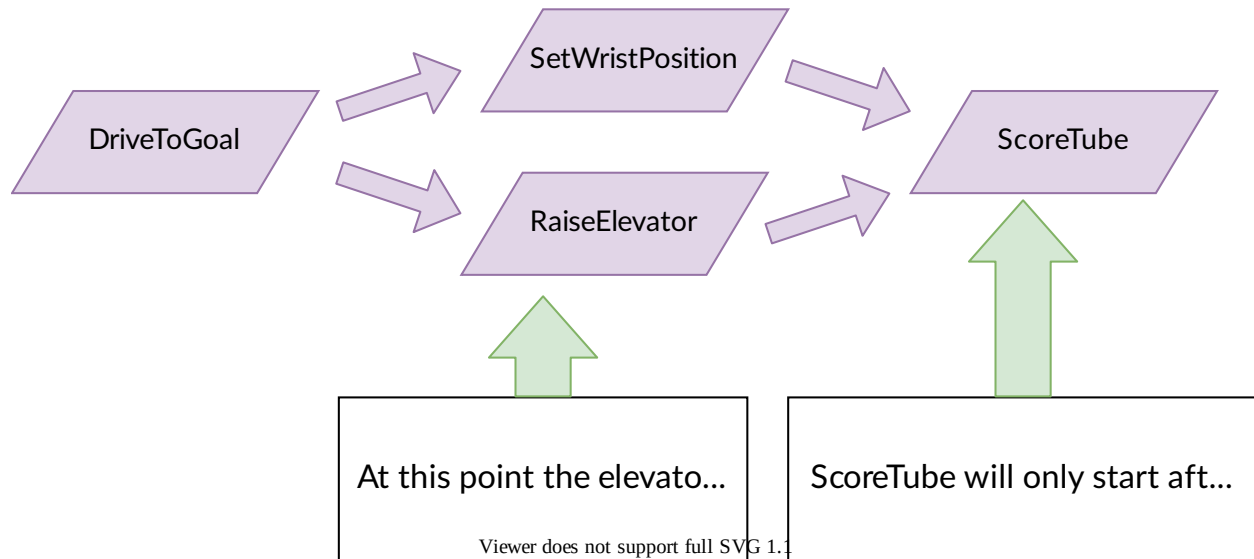 SetWristPosition
DriveToGoal
ScoreTube
RaiseElevator
At this point the elevato...
ScoreTube will only start aft...
Viewer does not support full SVG 1.1